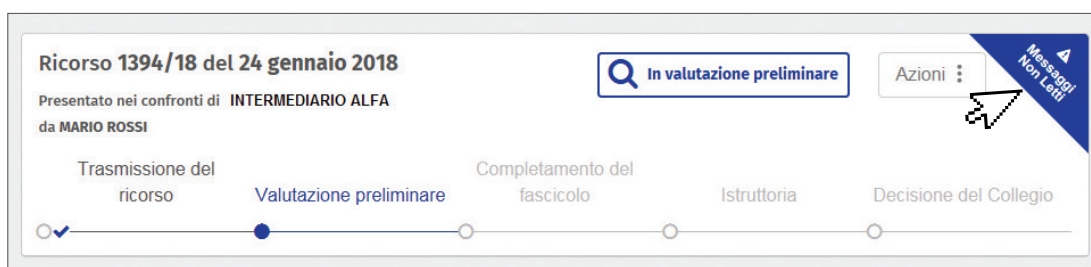 Ricorso 1394/18 del 24 gennaio 2018
In valutazione preliminare
Azioni
Messaggi
Non Letti
Presentato nei confronti di INTERMEDIARIO ALFA
da MARIO ROSSI
Trasmissione del
ricorso
Valutazione preliminare
Completamento del
fascicolo
Istruttoria
Decisione del Collegio